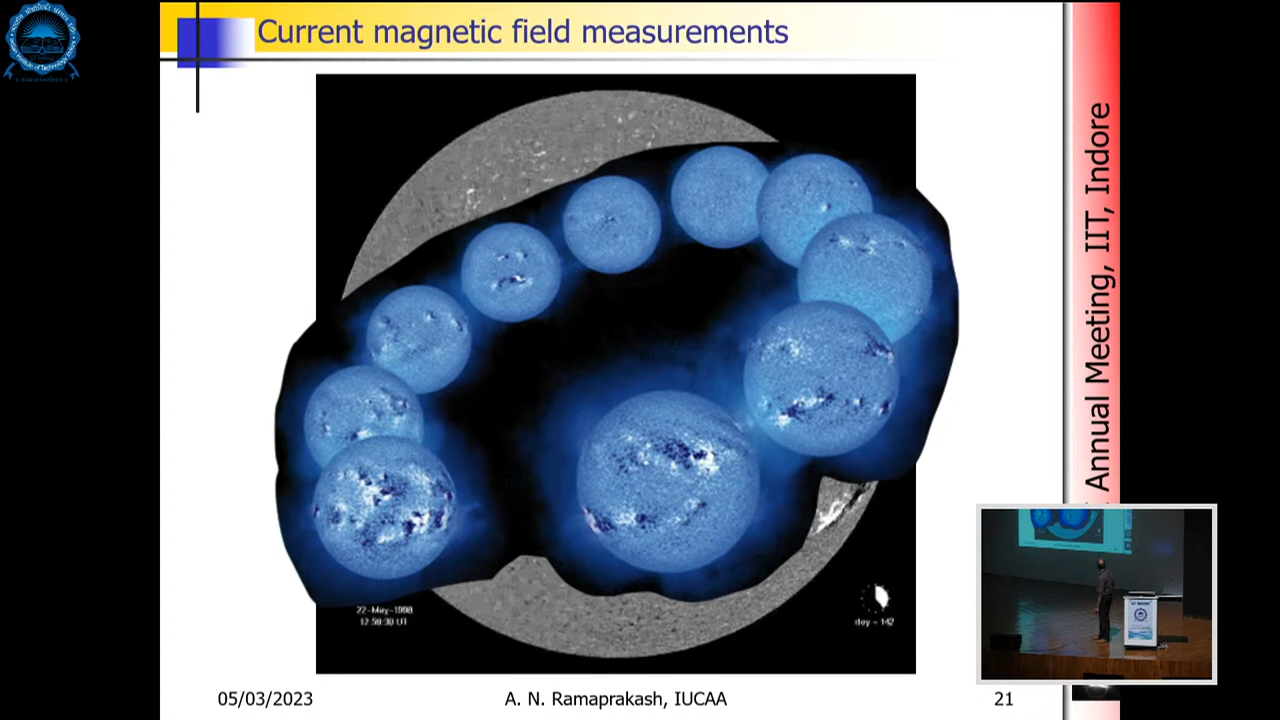 Current magnetic field measurements
Annual Meeting, IIT, Indore
22-May-1998
12:58:30 UT
day = 142
05/03/2023
A. N. Ramaprakash, IUCAA
21